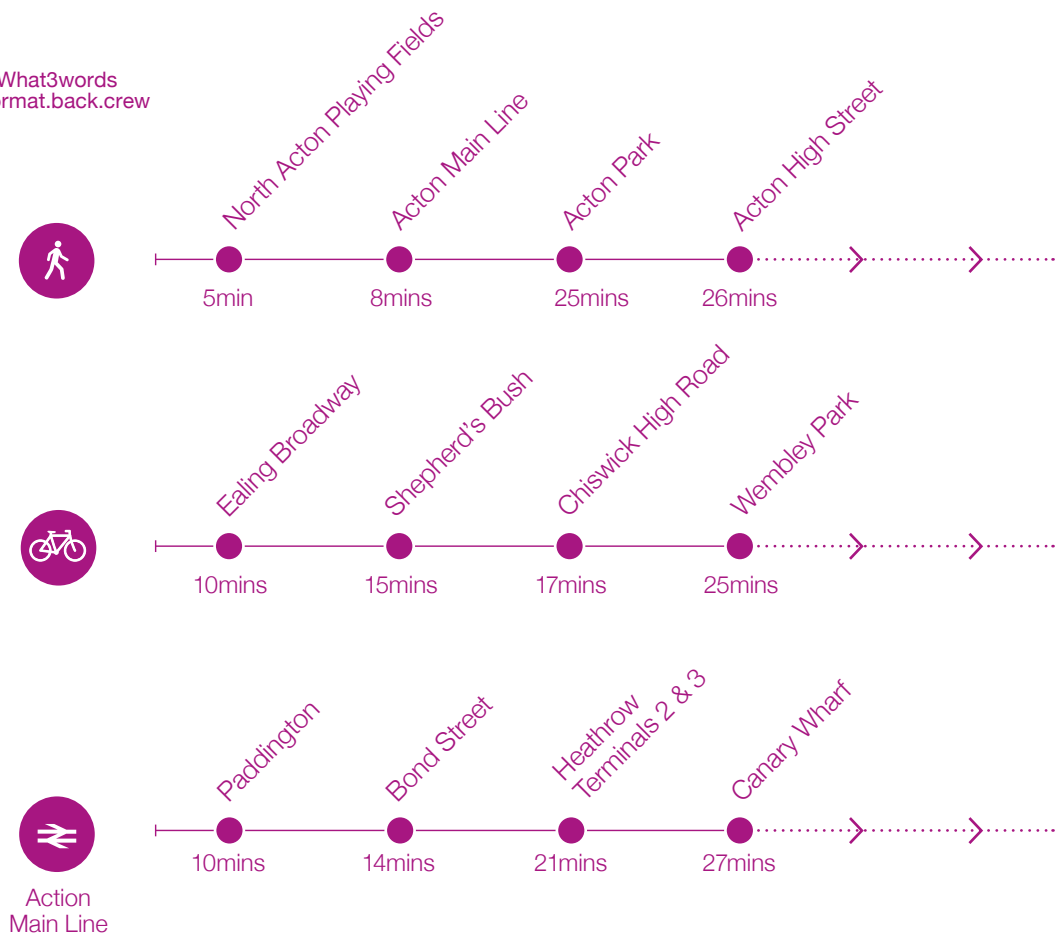 What3words
back.crew
North Acton Playing Fields
Acton Main Line
Acton Park
Acton High Street
5min
8mins
25mins
26mins
Ealing Broadway
Shepherd's Bush
Chiswick High Road
Wembley Park
10mins
15mins
17mins
25mins
Paddington
Bond Street
Heathrow
Terminals 2 & 3
Canary Wharf
10mins
14mins
21mins
27mins
Action
Main Line